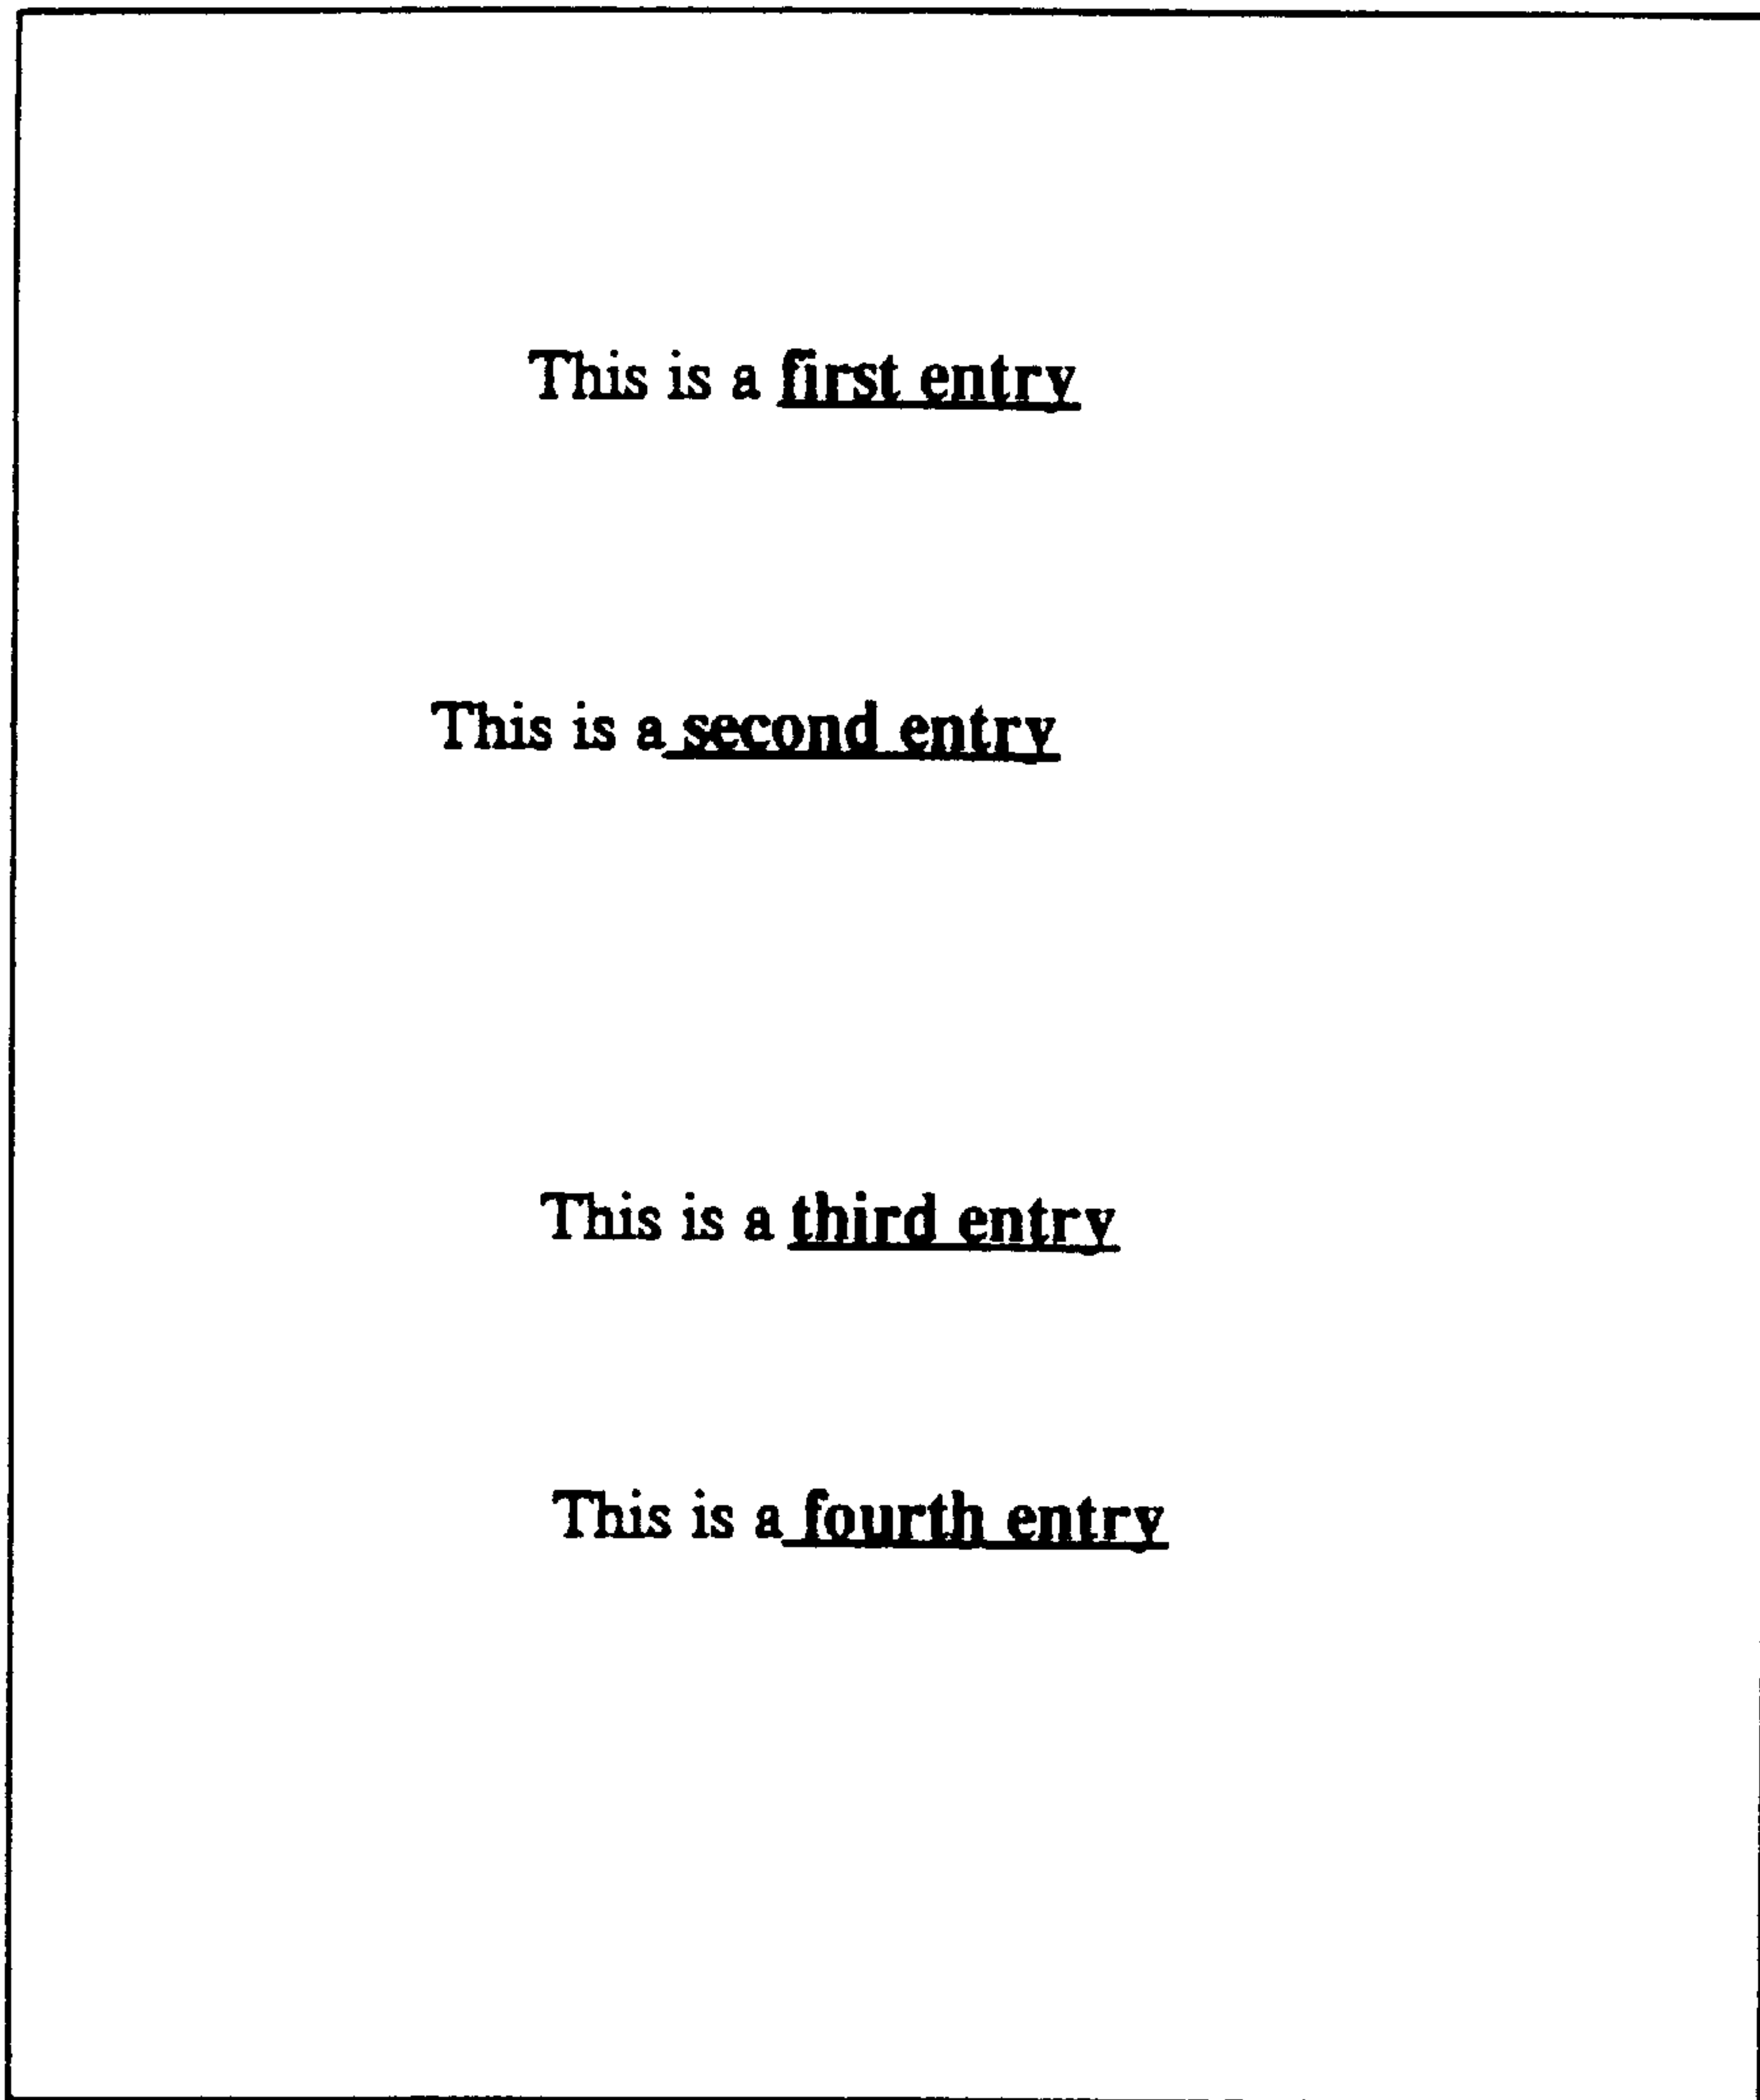 This is a first entry
This is a second entry
This is a third entry
This is a fourth entry